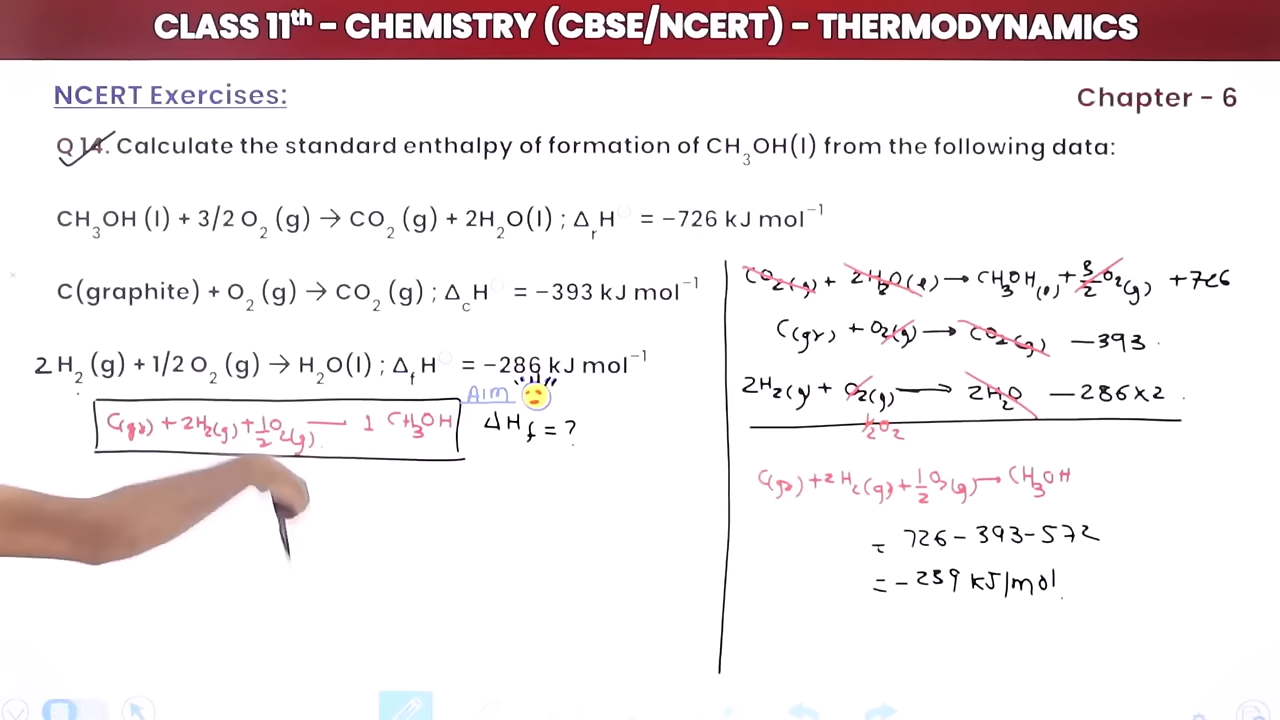 CLASS 11th - CHEMISTRY (CBSE/NCERT) - THERMODYNAMICS
NCERT Exercises:
Chapter - 6
Q 14. Calculate the standard enthalpy of formation of CH₃OH(l) from the following data:
CH₃OH (l) + 3/2 O₂ (g) → CO₂ (g) + 2H₂O(l) ; ΔᵣH° = −726 kJ mol⁻¹
C(graphite) + O₂ (g) → CO₂ (g) ; Δ_cH° = −393 kJ mol⁻¹
2 H₂ (g) + 1/2 O₂ (g) → H₂O(l) ; Δ_fH° = −286 kJ mol⁻¹
Aim
C(gr) + 2H₂(g) + 1/2 O₂(g) → 1 CH₃OH ΔH_f = ?
CO₂(g) + 2H₂O(l) → CH₃OH(l) + 3/2 O₂(g) +726
C(gr) + O₂(g) → CO₂(g) −393
2H₂(g) + O₂(g) → 2H₂O −286×2
1/2 O₂
C(gr) + 2H₂(g) + 1/2 O₂(g) → CH₃OH
= 726 − 393 − 572
= −239 kJ/mol